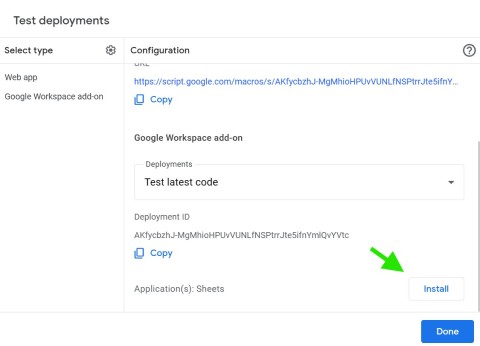 Test deployments
Select type
Configuration
Web app
Google Workspace add-on
URL
https://script.google.com/macros/s/AKfycbzhJ-MgMhioHPUvVUNLfNSPtrrJte5ifnY...
Copy
Google Workspace add-on
Deployments
Test latest code
Deployment ID
AKfycbzhJ-MgMhioHPUvVUNLfNSPtrrJte5ifnYmIQvYVtc
Copy
Application(s): Sheets
Install
Done